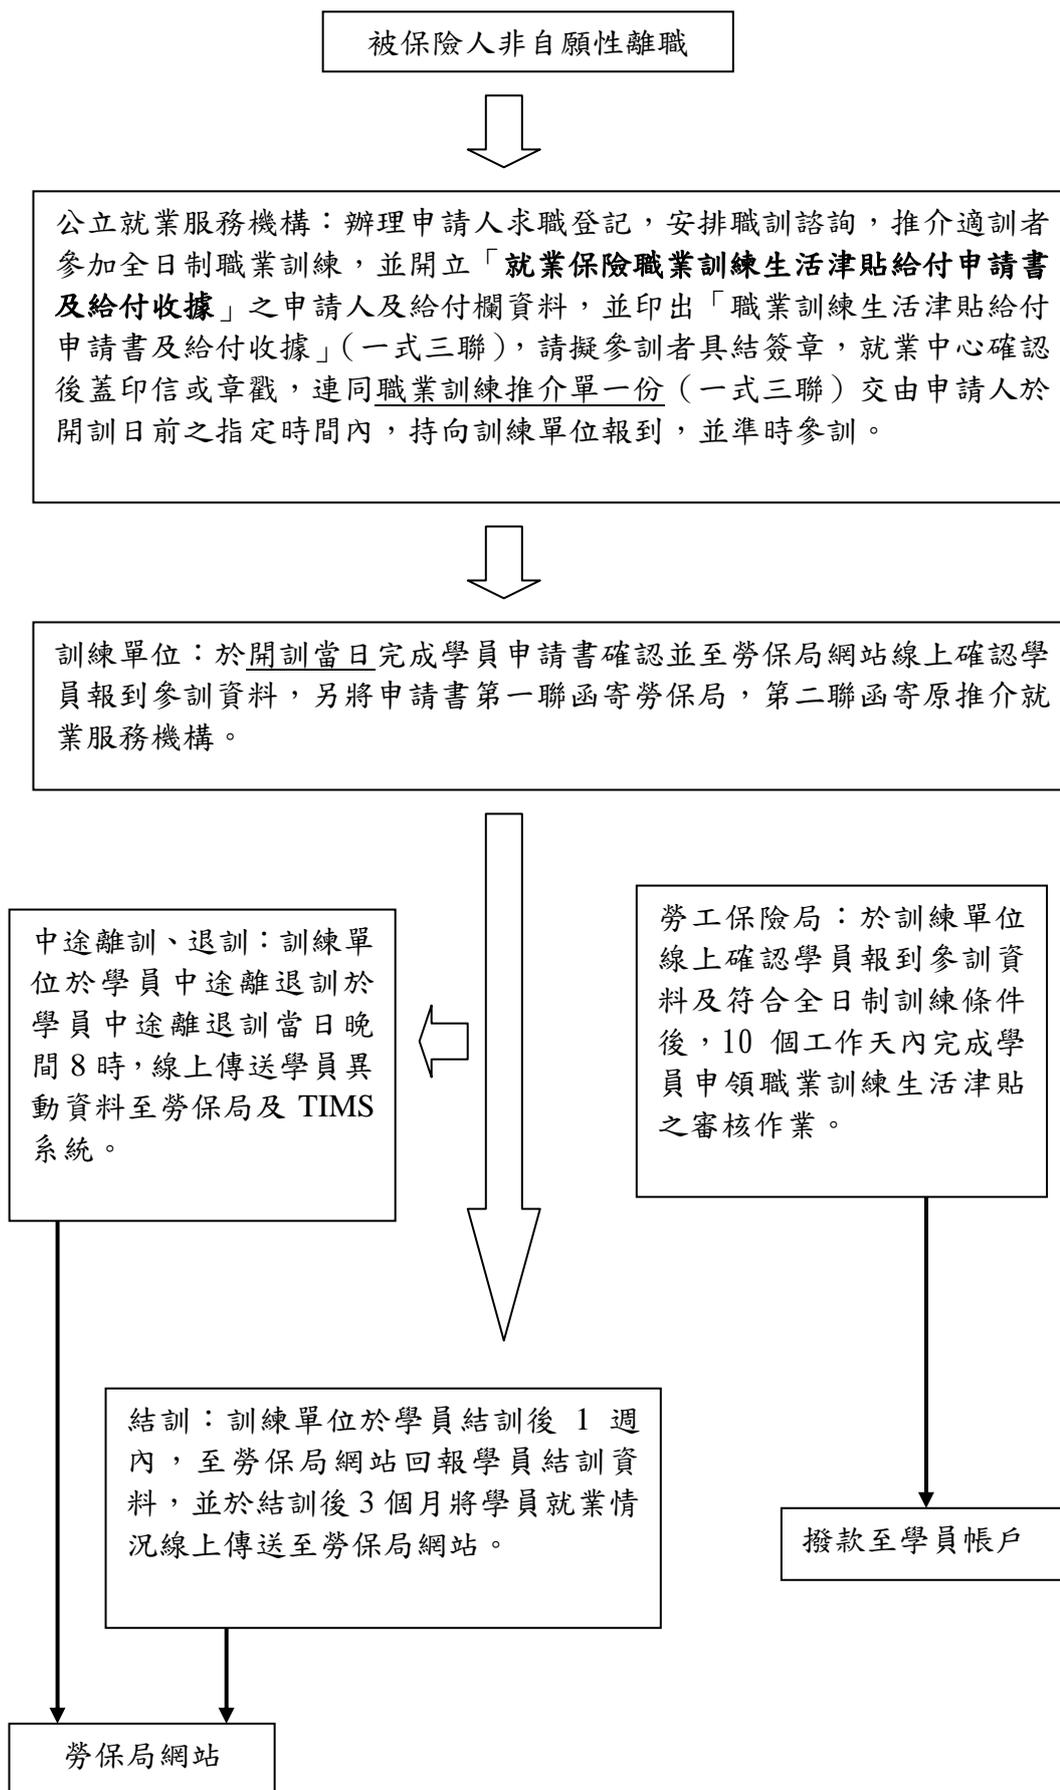 被保險人非自願性離職
公立就業服務機構：辦理申請人求職登記，安排職訓諮詢，推介適訓者
參加全日制職業訓練，並開立「就業保險職業訓練生活津貼給付申請書
及給付收據」之申請人及給付欄資料，並印出「職業訓練生活津貼給付
申請書及給付收據」（一式三聯），請擬參訓者具結簽章，就業中心確認
後蓋印信或章戳，連同職業訓練推介單一份（一式三聯）交由申請人於
開訓日前之指定時間內，持向訓練單位報到，並準時參訓。
訓練單位：於開訓當日完成學員申請書確認並至勞保局網站線上確認學
員報到參訓資料，另將申請書第一聯函寄勞保局，第二聯函寄原推介就
業服務機構。
中途離訓、退訓：訓練單
位於學員中途離退訓於
學員中途離退訓當日晚
間 8 時，線上傳送學員異
動資料至勞保局及 TIMS
系統。
勞工保險局：於訓練單位
線上確認學員報到參訓資
料及符合全日制訓練條件
後，10 個工作天內完成學
員申領職業訓練生活津貼
之審核作業。
結訓：訓練單位於學員結訓後 1 週
內，至勞保局網站回報學員結訓資
料，並於結訓後 3 個月將學員就業情
況線上傳送至勞保局網站。
撥款至學員帳戶
勞保局網站